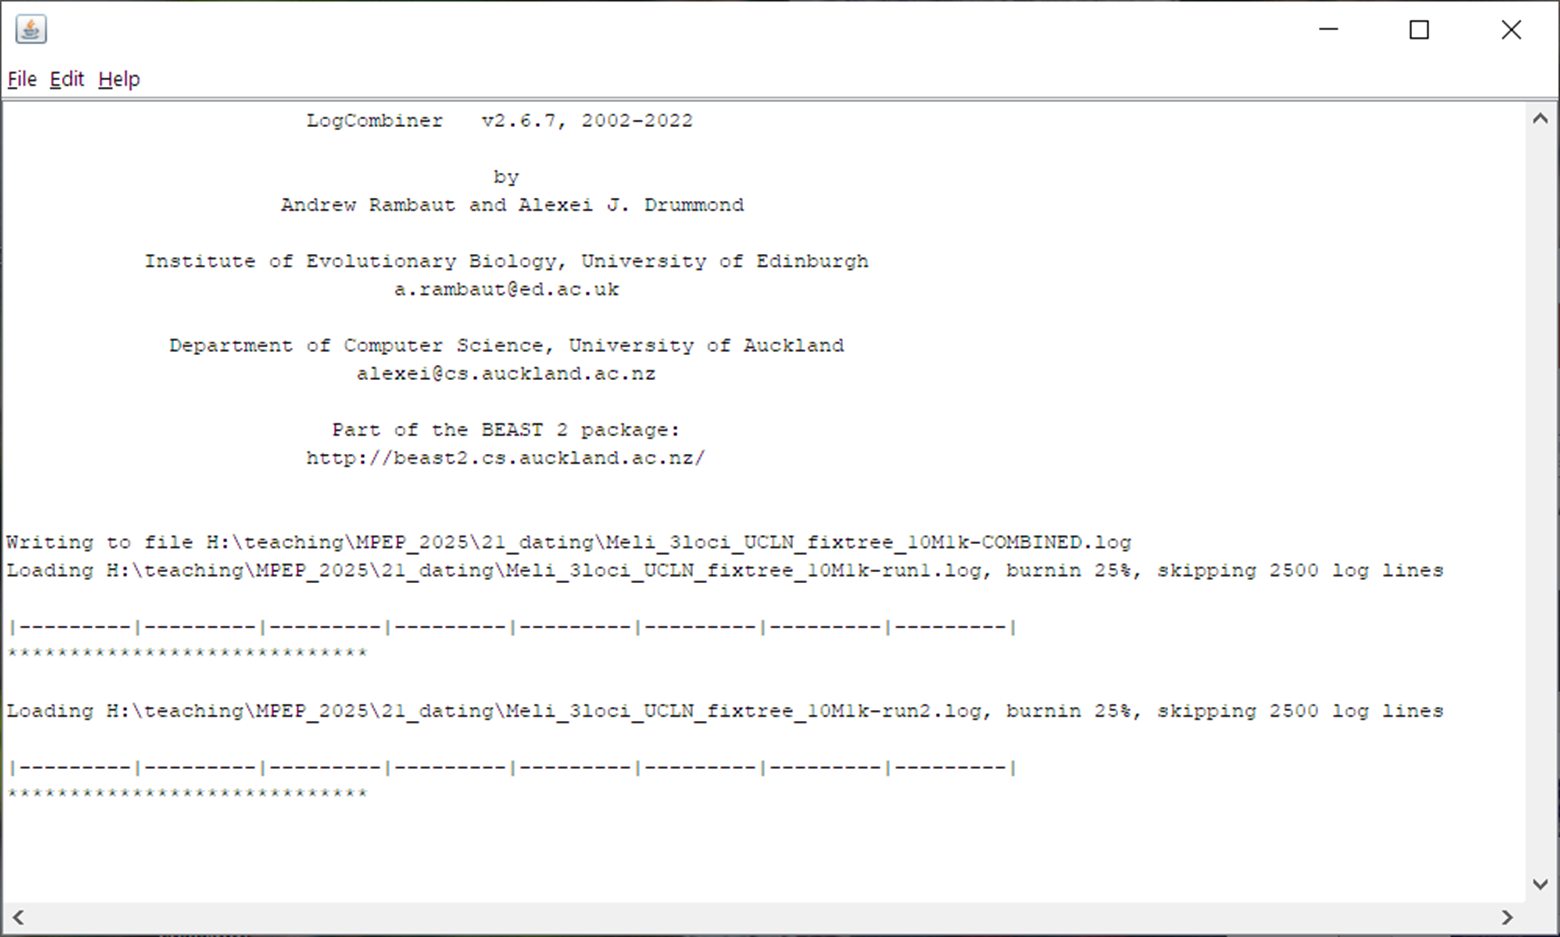 File Edit Help
LogCombiner v2.6.7, 2002-2022
by
Andrew Rambaut and Alexei J. Drummond
Institute of Evolutionary Biology, University of Edinburgh
a.rambaut@ed.ac.uk
Department of Computer Science, University of Auckland
alexei@cs.auckland.ac.nz
Part of the BEAST 2 package:
http://beast2.cs.auckland.ac.nz/
Writing to file H:\teaching\MPEP_2025\21_dating\Meli_3loci_UCLN_fixtree_10M1k-COMBINED.log
Loading H:\teaching\MPEP_2025\21_dating\Meli_3loci_UCLN_fixtree_10M1k-run1.log, burnin 25%, skipping 2500 log lines
|---------|---------|---------|---------|---------|---------|---------|---------|
*****************************
Loading H:\teaching\MPEP_2025\21_dating\Meli_3loci_UCLN_fixtree_10M1k-run2.log, burnin 25%, skipping 2500 log lines
|---------|---------|---------|---------|---------|---------|---------|---------|
*****************************